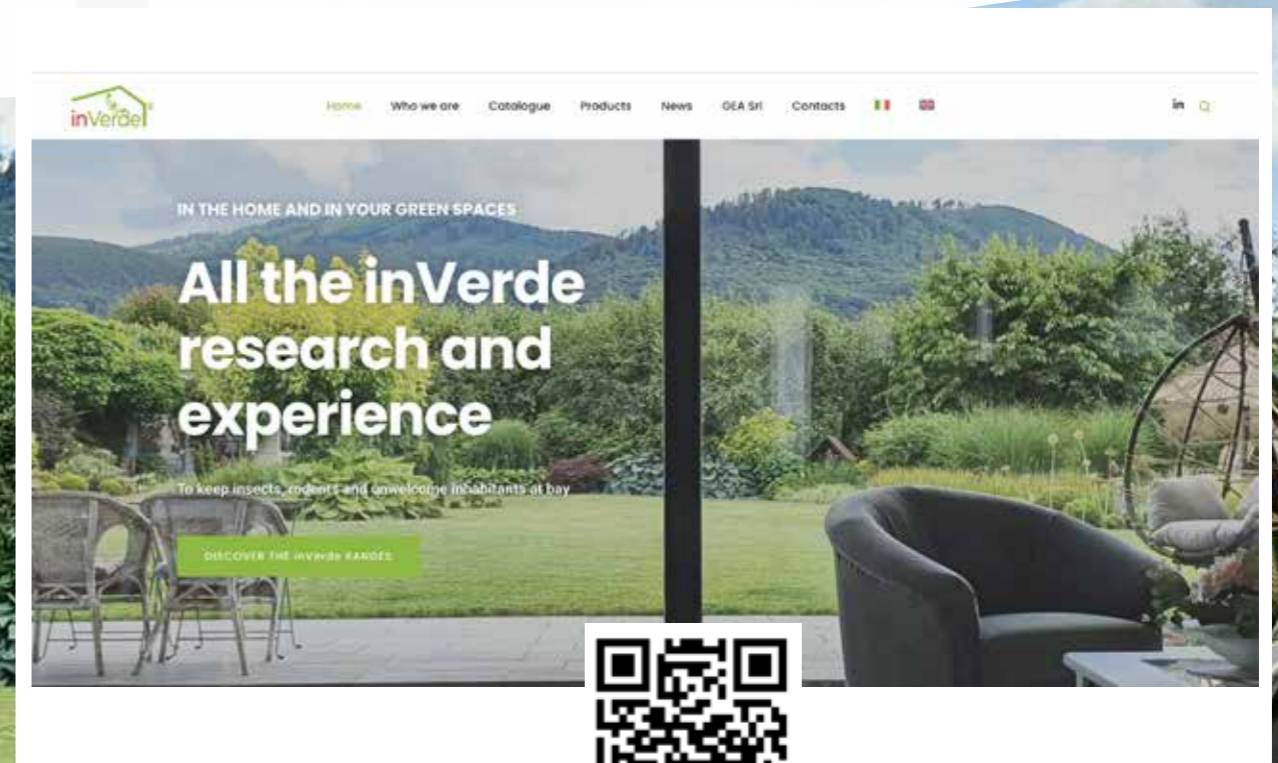 inVerde
Home Who we are Catalogue Products News GEA Srl Contacts in
IN THE HOME AND IN YOUR GREEN SPACES
All the inVerde
research and
experience
To keep insects, rodents and unwelcome inhabitants at bay
DISCOVER THE inVerde RANGES